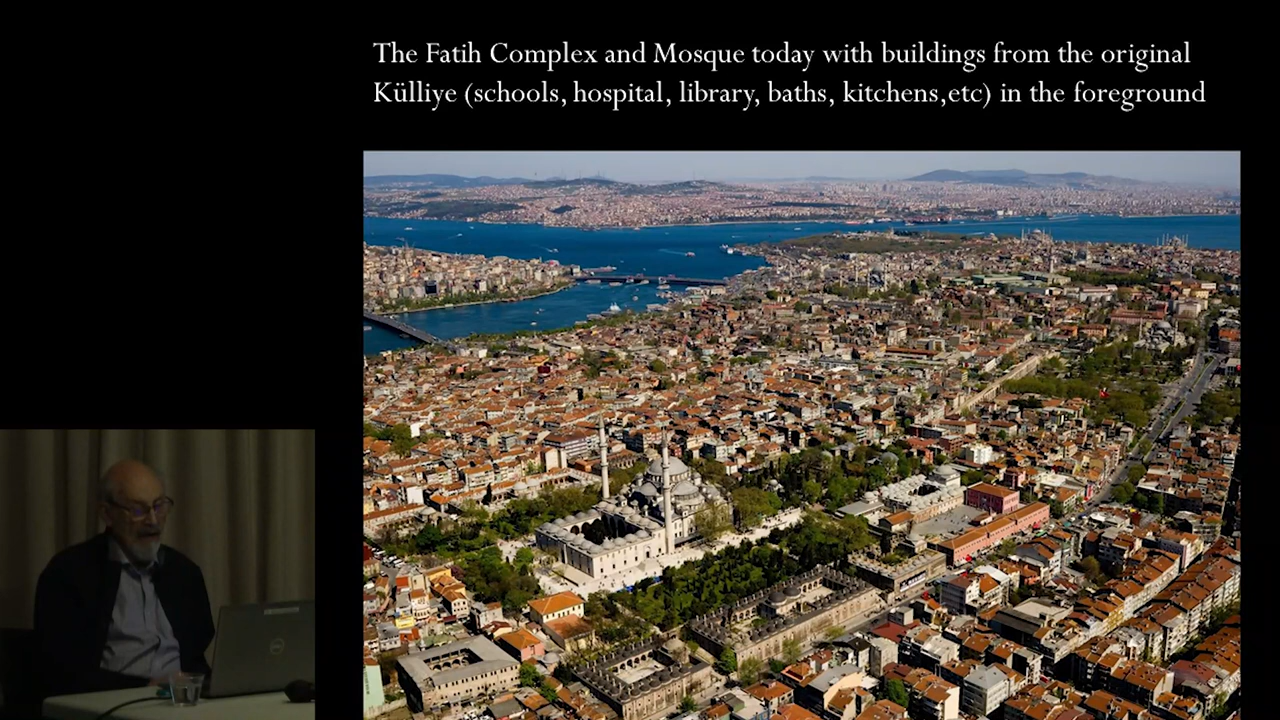 The Fatih Complex and Mosque today with buildings from the original
Külliye (schools, hospital, library, baths, kitchens,etc) in the foreground